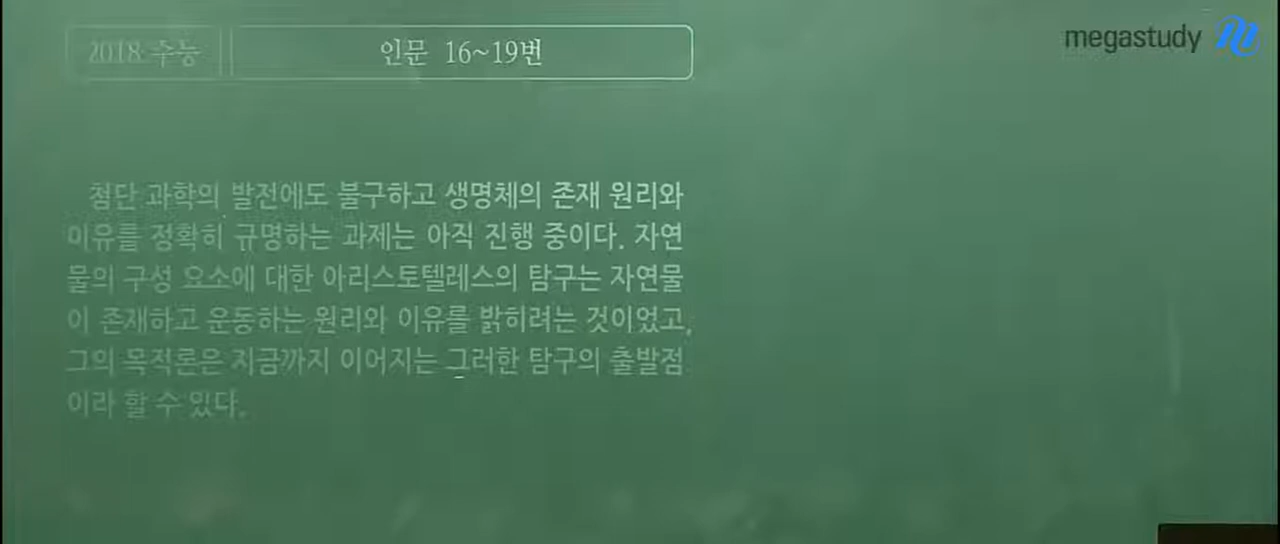 2018 수능
인문 16~19번
megastudy
첨단 과학의 발전에도 불구하고 생명체의 존재 원리와
이유를 정확히 규명하는 과제는 아직 진행 중이다. 자연
물의 구성 요소에 대한 아리스토텔레스의 탐구는 자연물
이 존재하고 운동하는 원리와 이유를 밝히려는 것이었고,
그의 목적론은 지금까지 이어지는 그러한 탐구의 출발점
이라 할 수 있다.